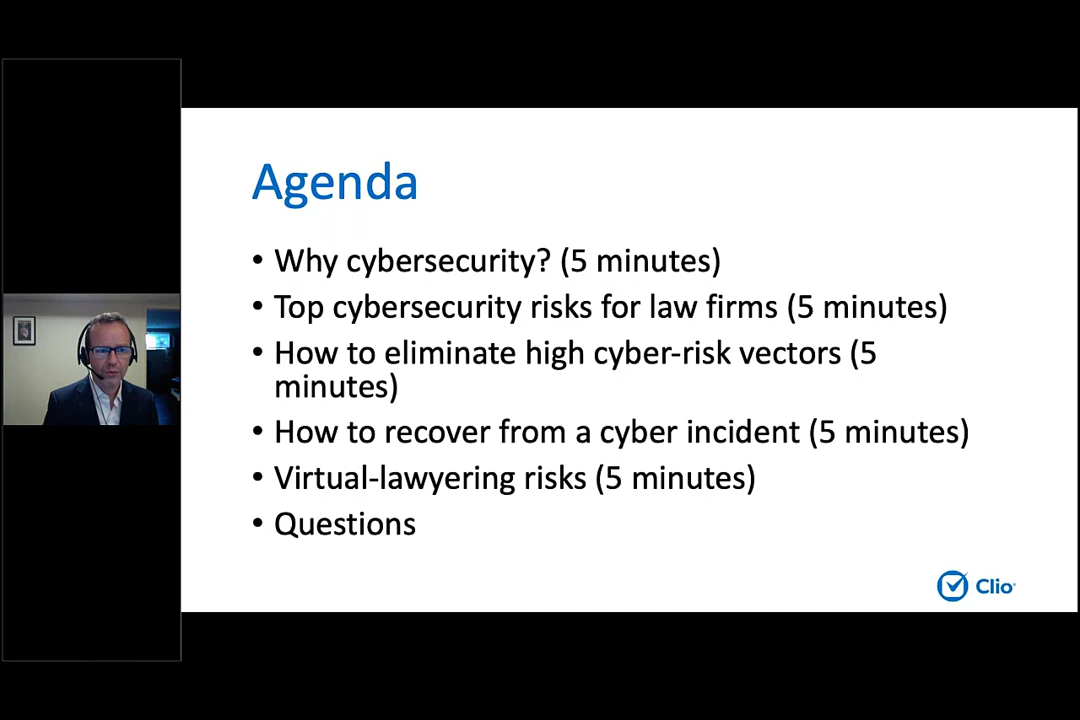 Agenda
• Why cybersecurity? (5 minutes)
• Top cybersecurity risks for law firms (5 minutes)
• How to eliminate high cyber-risk vectors (5
minutes)
• How to recover from a cyber incident (5 minutes)
• Virtual-lawyering risks (5 minutes)
• Questions
Clio